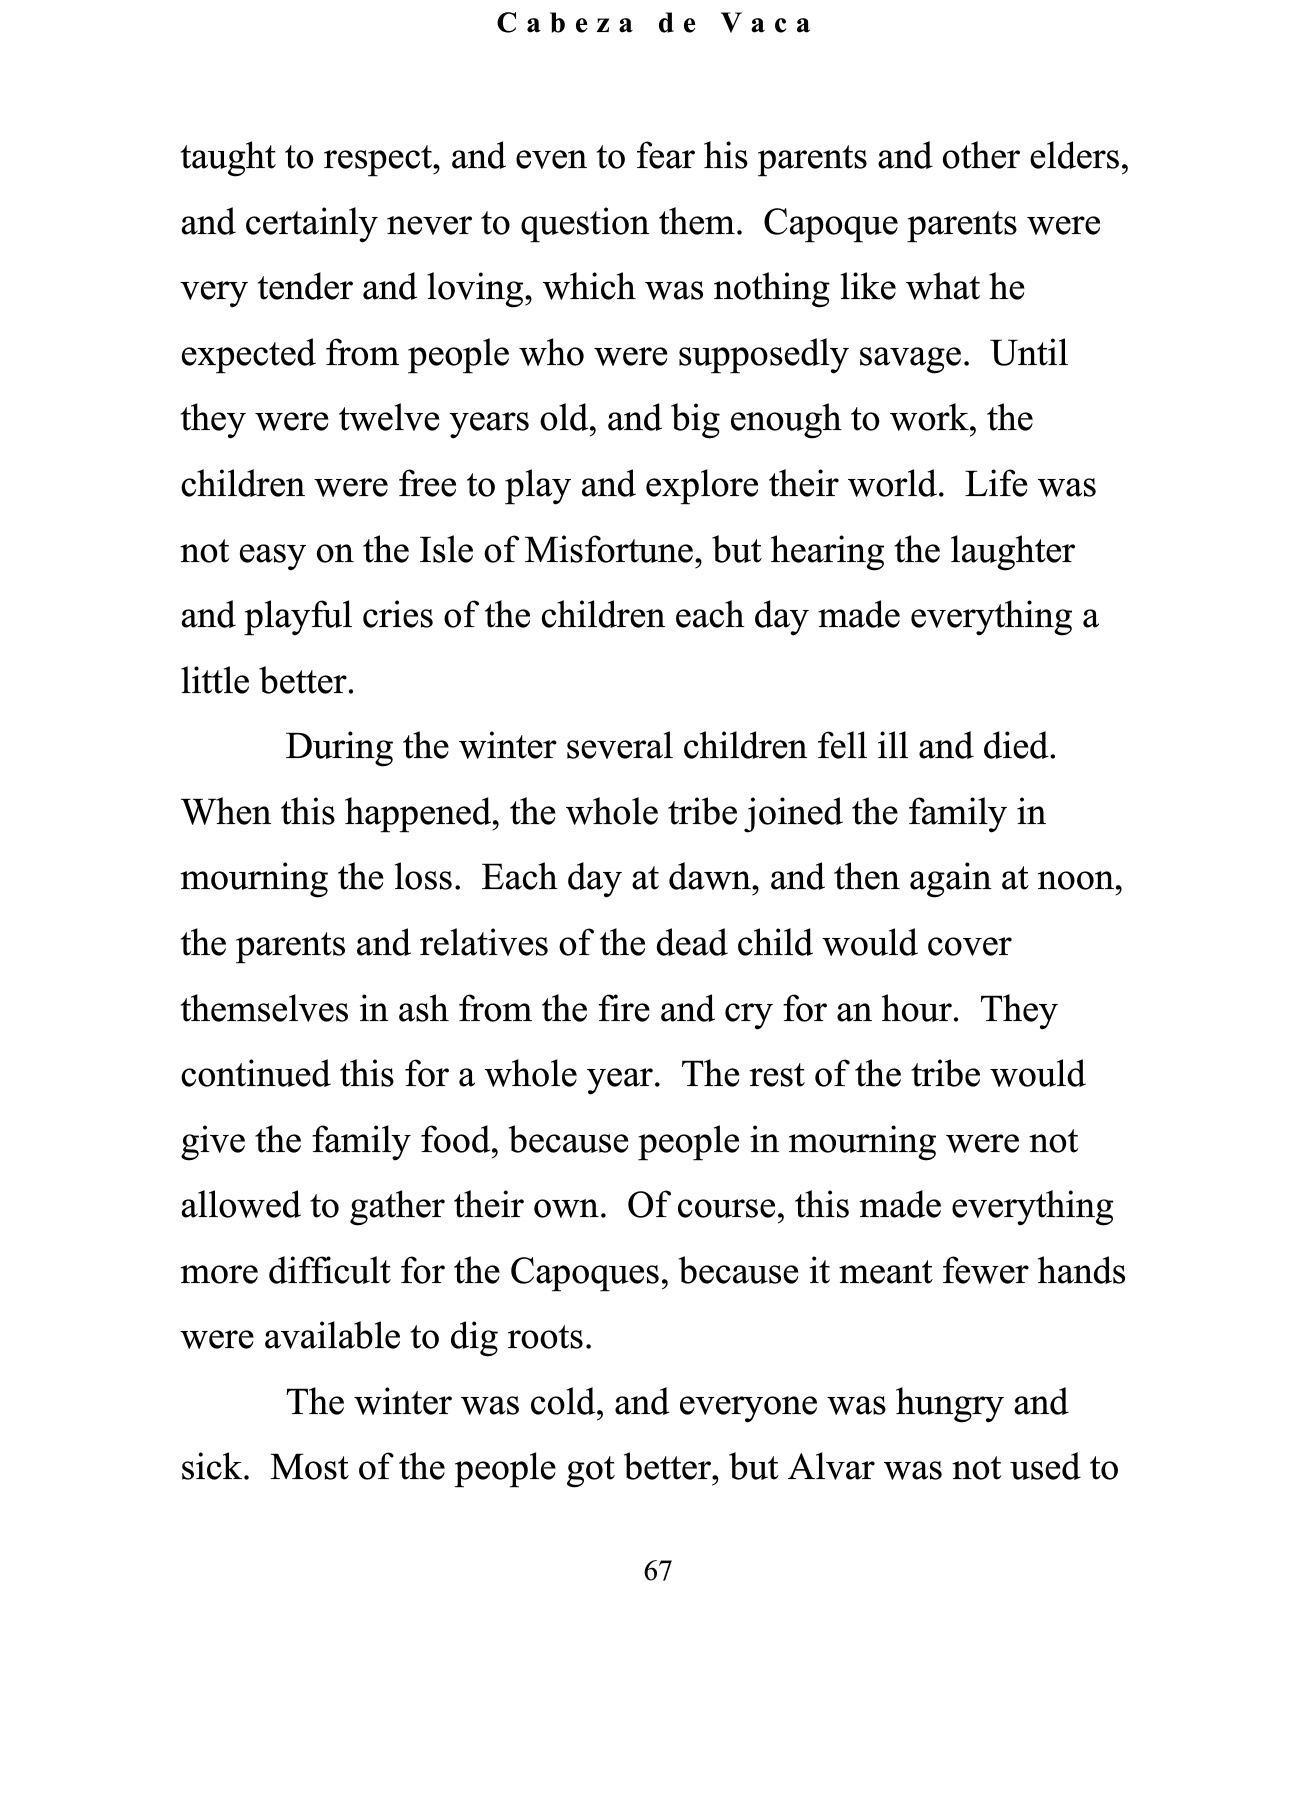 Cabeza de Vaca
taught to respect, and even to fear his parents and other elders,
and certainly never to question them.  Capoque parents were
very tender and loving, which was nothing like what he
expected from people who were supposedly savage.  Until
they were twelve years old, and big enough to work, the
children were free to play and explore their world.  Life was
not easy on the Isle of Misfortune, but hearing the laughter
and playful cries of the children each day made everything a
little better.
During the winter several children fell ill and died.
When this happened, the whole tribe joined the family in
mourning the loss.  Each day at dawn, and then again at noon,
the parents and relatives of the dead child would cover
themselves in ash from the fire and cry for an hour.  They
continued this for a whole year.  The rest of the tribe would
give the family food, because people in mourning were not
allowed to gather their own.  Of course, this made everything
more difficult for the Capoques, because it meant fewer hands
were available to dig roots.
The winter was cold, and everyone was hungry and
sick.  Most of the people got better, but Alvar was not used to
67